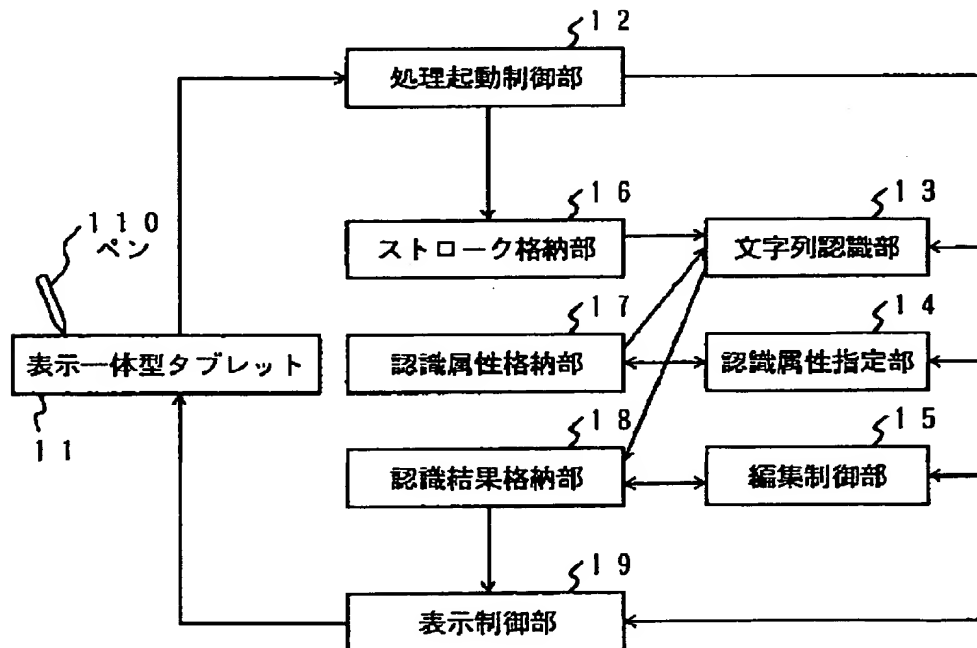 12
処理起動制御部
16
ストローク格納部
13
文字列認識部
110
ペン
17
認識属性格納部
14
認識属性指定部
表示一体型タブレット
11
18
認識結果格納部
15
編集制御部
19
表示制御部